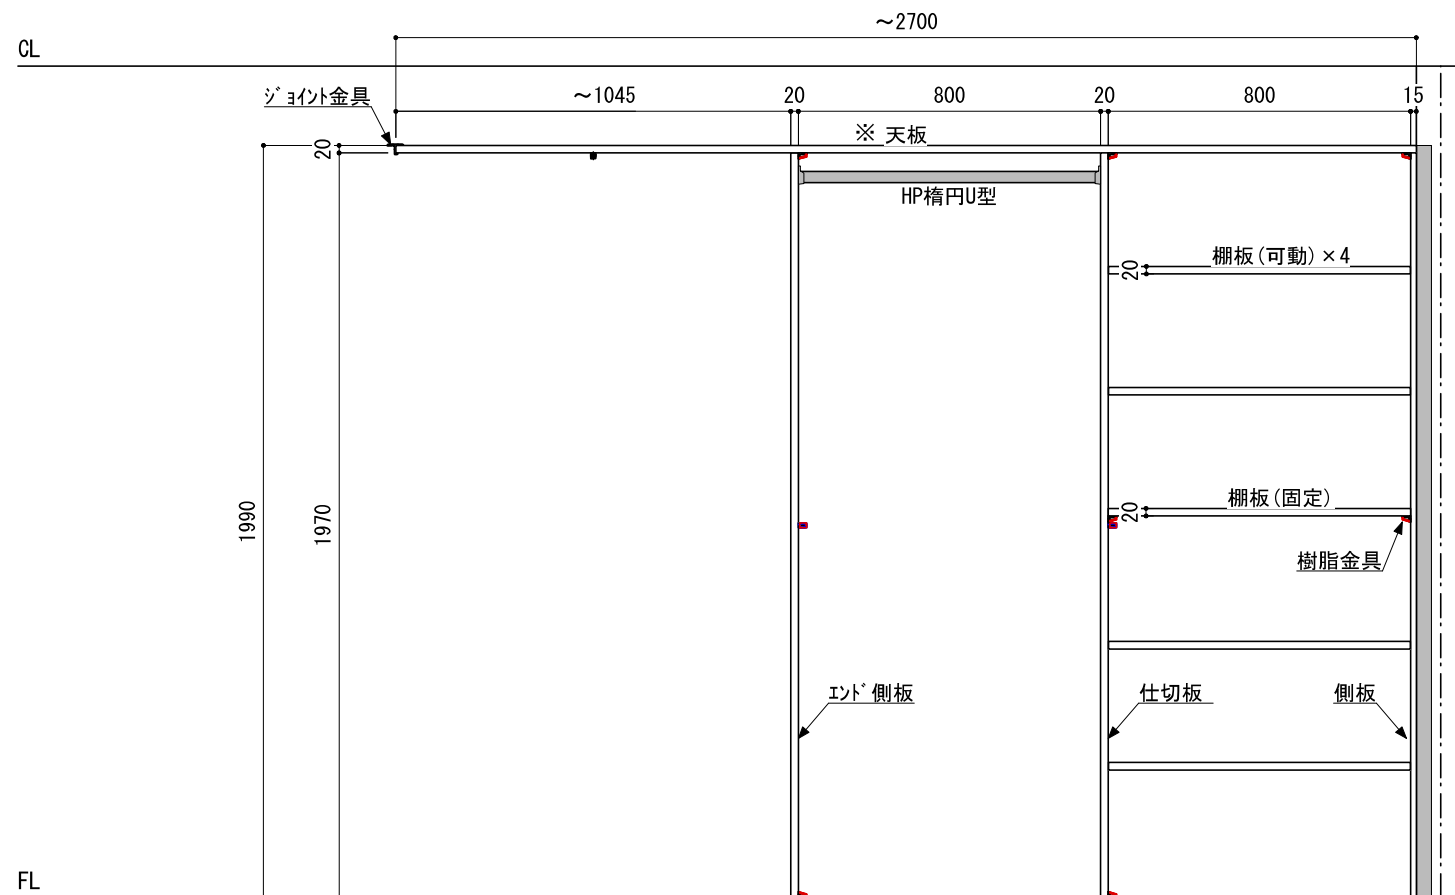 ~2700
CL
ジョイント金具
~1045
20
800
20
800
15
20
※ 天板
HP楕円U型
棚板(可動)×4
20
棚板(固定)
20
1990
1970
樹脂金具
エンド側板
仕切板
側板
FL